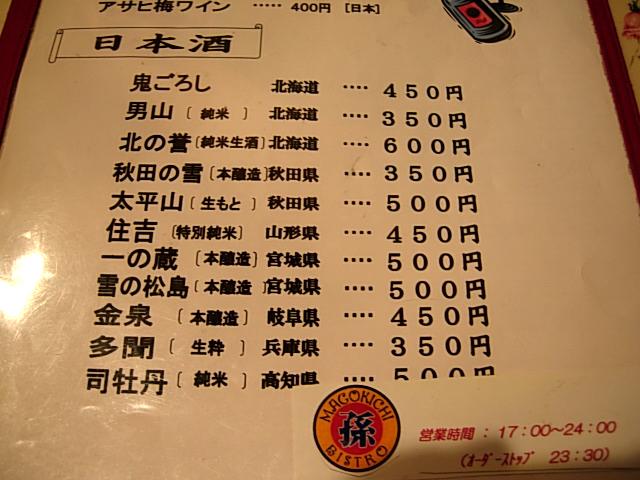 アサヒ梅ワイン ‥‥‥ 400円 [日本]
日本酒
鬼ごろし 北海道 ‥‥ 450円
男山〔 純米 〕 北海道 ‥‥ 350円
北の誉〔純米生酒〕北海道 ‥‥ 600円
秋田の雪〔本醸造〕秋田県 ‥‥ 350円
太平山〔 生もと 〕 秋田県 ‥‥ 500円
住吉 〔特別純米〕 山形県 ‥‥ 450円
一の蔵 〔本醸造〕宮城県 ‥‥ 500円
雪の松島〔本醸造〕宮城県 ‥‥ 500円
金泉 〔本醸造〕 岐阜県 ‥‥ 450円
多聞〔 生粋 〕 兵庫県 ‥‥ 350円
司牡丹〔 純米 〕 高知県 ‥‥ 500円
MAGOKICHI
孫
BISTRO
営業時間 : 17:00~24:00
(オーダーストップ 23:30)